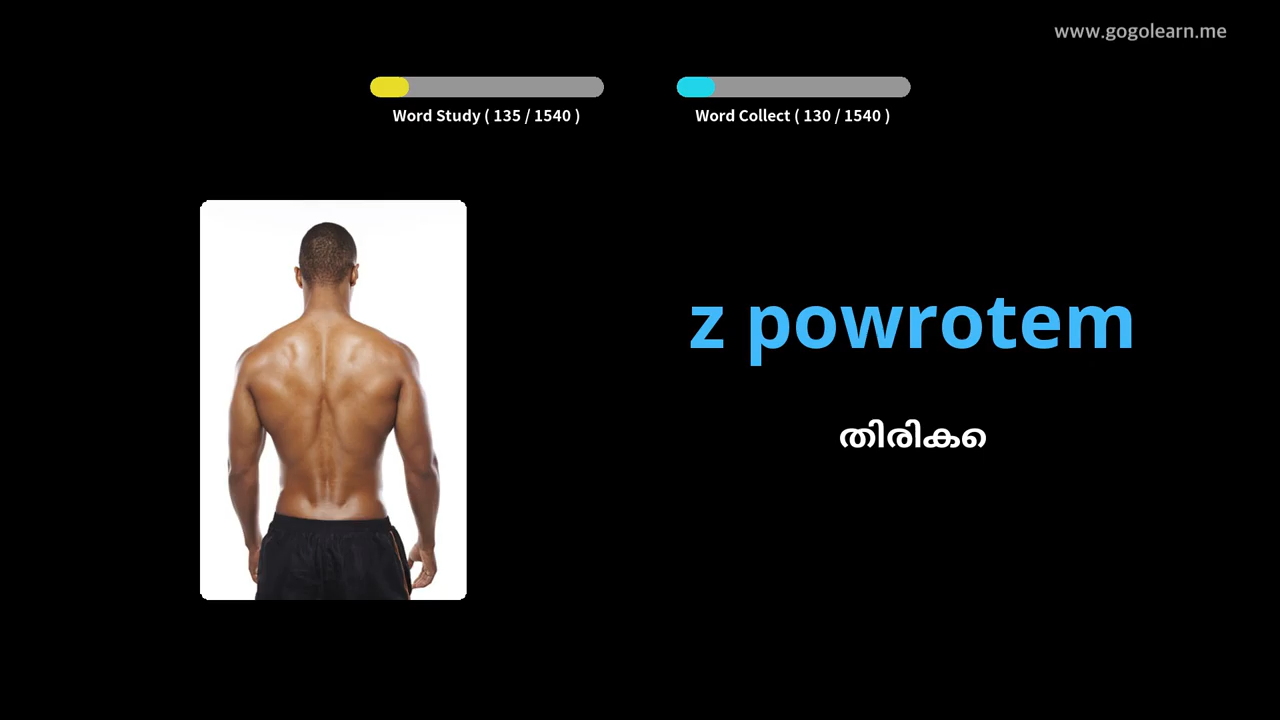 www.gogolearn.me
Word Study ( 135 / 1540 )
Word Collect ( 130 / 1540 )
z powrotem
തിരികെ